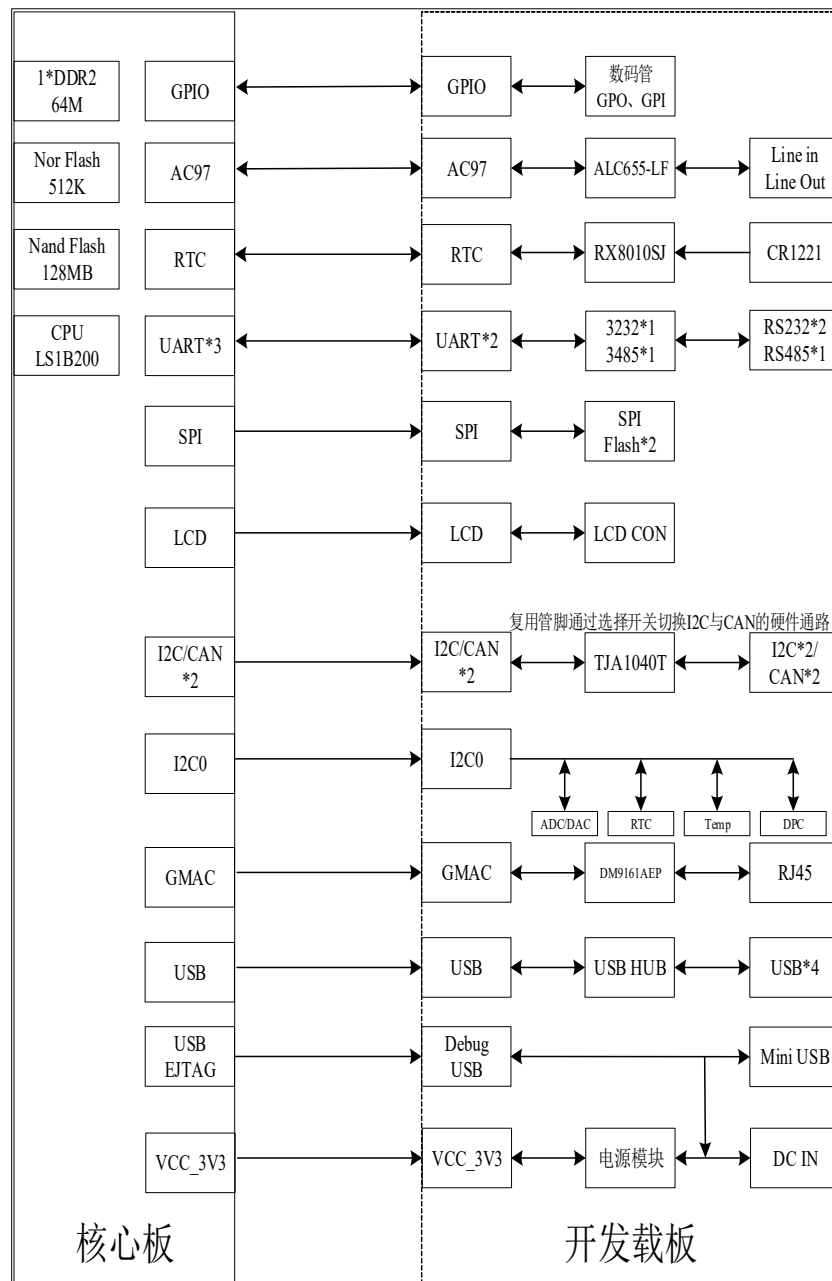 1*DDR2
64M
GPIO
GPIO
数码管
GPO、GPI
Nor Flash
512K
AC97
AC97
ALC655-LF
Line in
Line Out
Nand Flash
128MB
RTC
RTC
RX8010SJ
CR1221
CPU
LS1B200
UART*3
UART*2
3232*1
3485*1
RS232*2
RS485*1
SPI
SPI
SPI
Flash*2
LCD
LCD
LCD CON
复用管脚通过选择开关切换I2C与CAN的硬件通路
I2C/CAN
*2
I2C/CAN
*2
TJA1040T
I2C*2/
CAN*2
I2C0
I2C0
ADC/DAC
RTC
Temp
DPC
GMAC
GMAC
DM9161AEP
RJ45
USB
USB
USB HUB
USB*4
USB
EJTAG
Debug
USB
Mini USB
VCC_3V3
VCC_3V3
电源模块
DC IN
核心板
开发载板